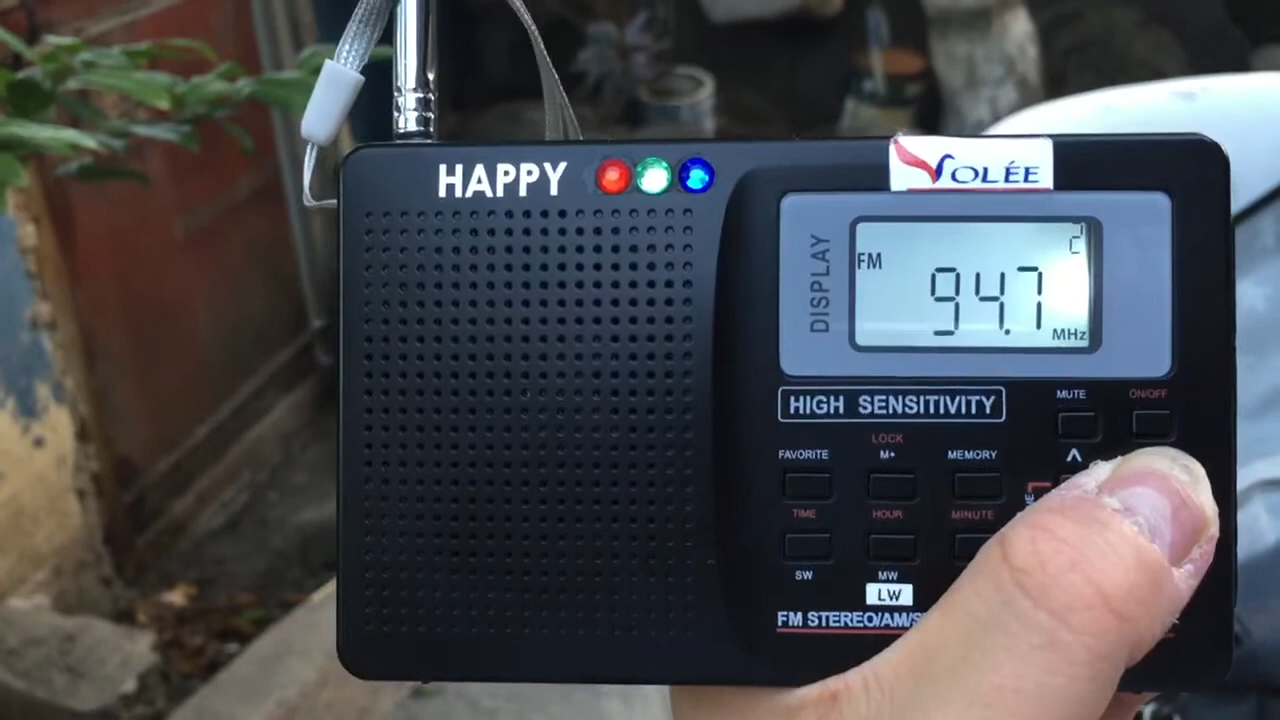 HAPPY
VOLÉE
DISPLAY
FM
2
94.7
MHz
HIGH SENSITIVITY
MUTE
ON/OFF
LOCK
FAVORITE
M+
MEMORY
TIME
HOUR
MINUTE
SW
MW
LW
FM STEREO/AM/